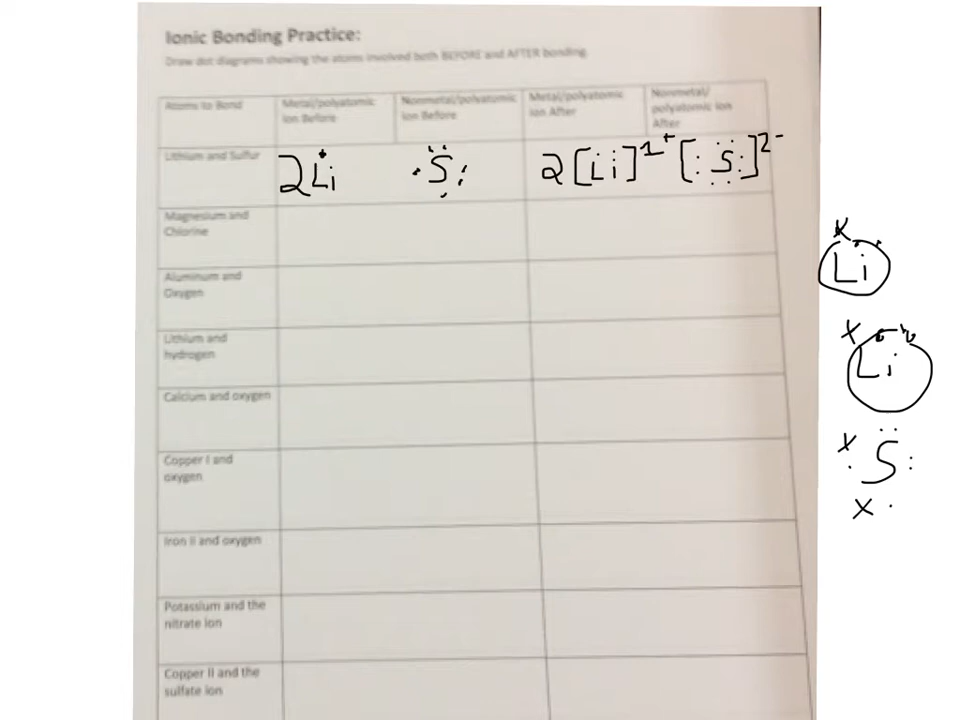 Ionic Bonding Practice:
Draw dot diagrams showing the atoms involved both BEFORE and AFTER bonding
Atoms to Bond
Metal/polyatomic
Ion Before
Nonmetal/polyatomic
Ion Before
Metal/polyatomic
Ion After
Nonmetal/
polyatomic Ion
After
Lithium and Sulfur
2Li
S
2[Li]¹⁺ [S]²⁻
Magnesium and
Chlorine
Aluminum and
Oxygen
Lithium and
hydrogen
Calcium and oxygen
Copper I and
oxygen
Iron II and oxygen
Potassium and the
nitrate ion
Copper II and the
sulfate ion
x
Li
x
Li
x
S
x